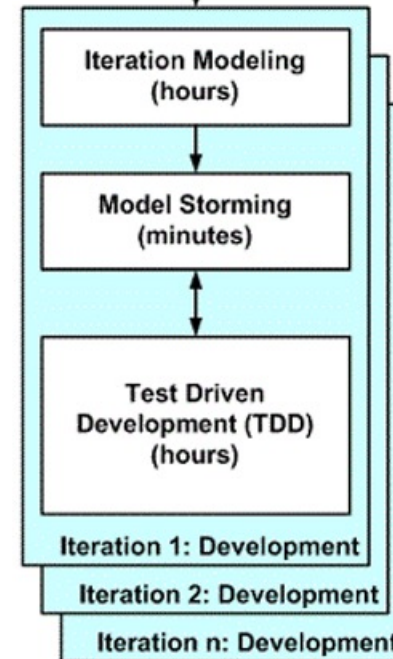 Iteration Modeling
(hours)
Model Storming
(minutes)
Test Driven
Development (TDD)
(hours)
Iteration 1: Development
Iteration 2: Development
Iteration n: Development